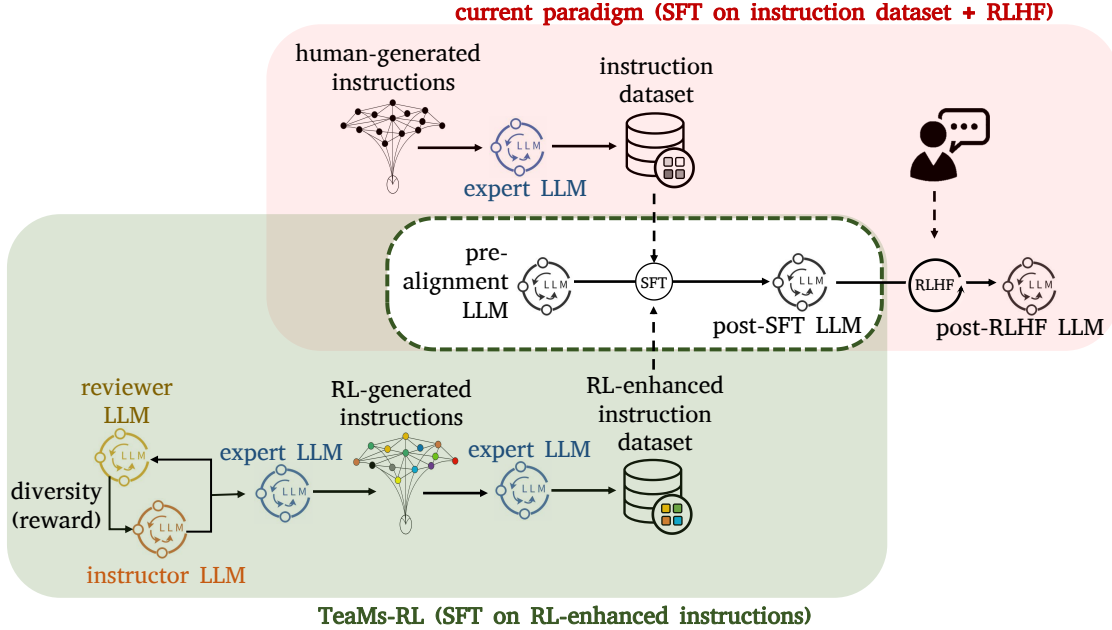 current paradigm (SFT on instruction dataset + RLHF)
human-generated
instructions
instruction
dataset
LLM
expert LLM
pre-
alignment
LLM
LLM
SFT
LLM
post-SFT LLM
RLHF
LLM
post-RLHF LLM
reviewer
LLM
LLM
diversity
(reward)
LLM
instructor LLM
expert LLM
LLM
RL-generated
instructions
expert LLM
LLM
RL-enhanced
instruction
dataset
TeaMs-RL (SFT on RL-enhanced instructions)